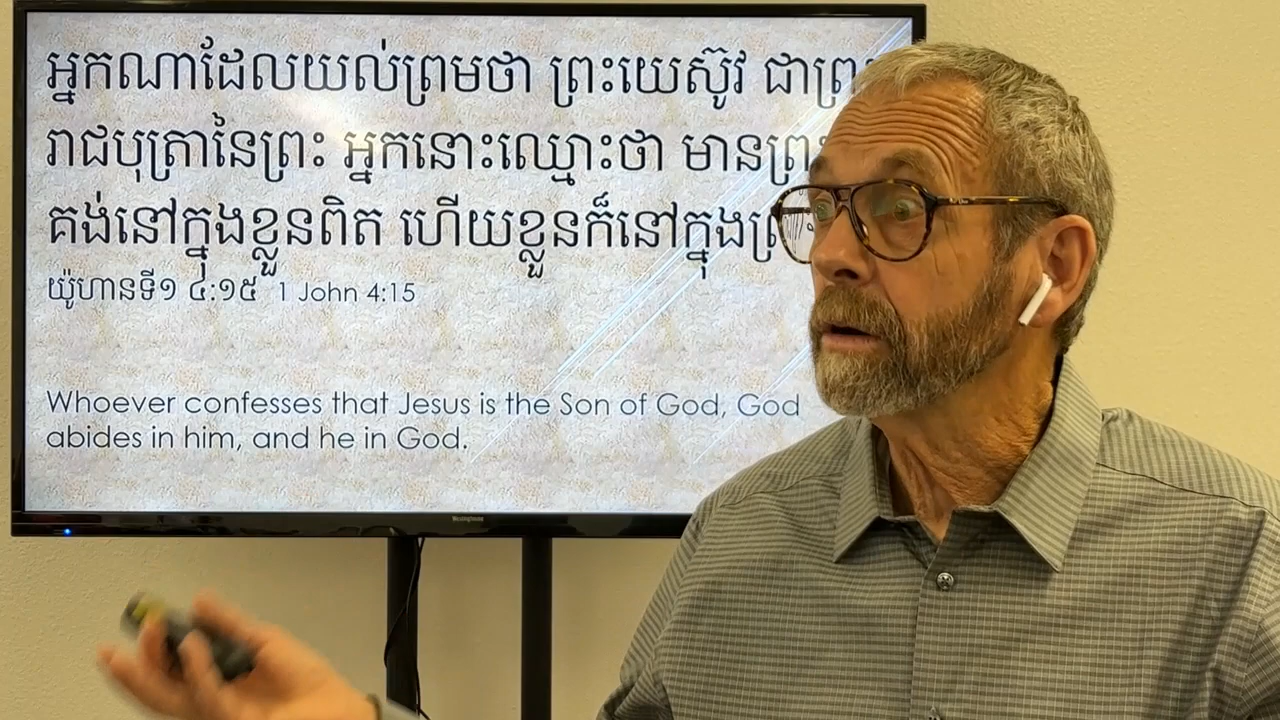 អ្នកណាដែលយល់ព្រមថា ព្រះយេស៊ូវ ជាព្រះ
រាជបុត្រានៃព្រះ អ្នកនោះឈ្មោះថា មានព្រះ
គង់នៅក្នុងខ្លួនពិត ហើយខ្លួនក៏នៅក្នុង
យ៉ូហានទី១ ៤:១៥ 1 John 4:15
Whoever confesses that Jesus is the Son of God, God
abides in him, and he in God.
Westinghouse